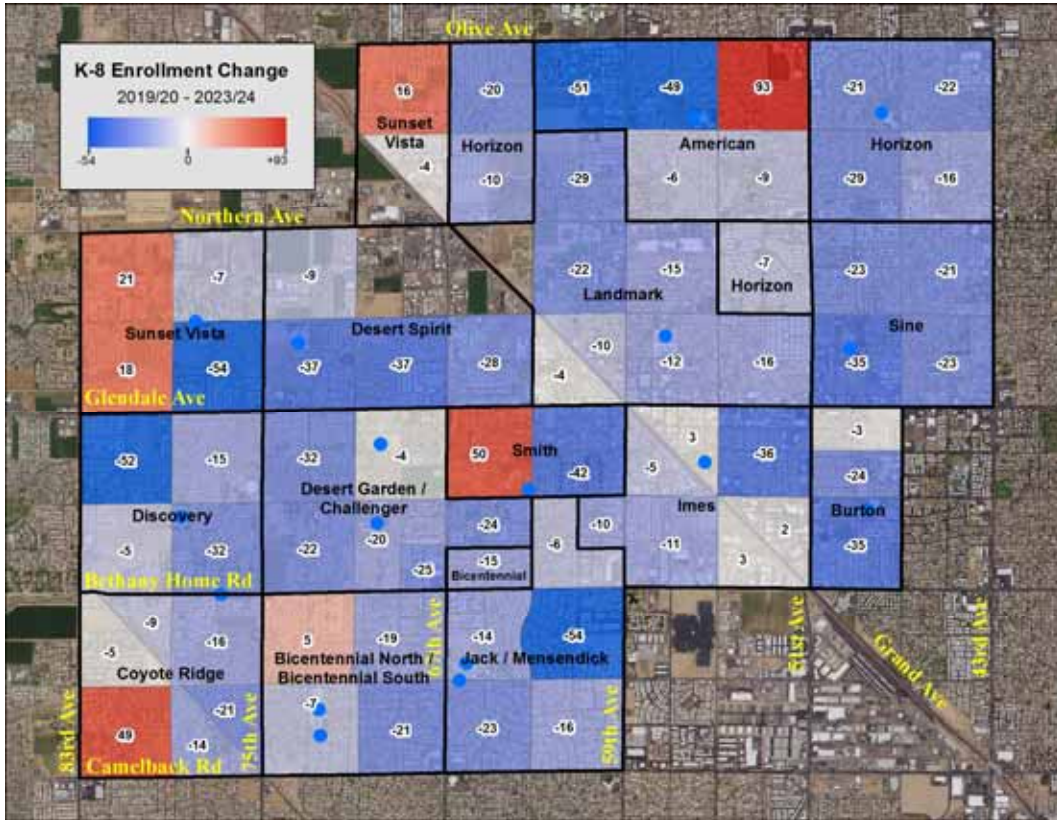 Olive Ave
K-8 Enrollment Change
2019/20 - 2023/24
-54 0 +93
16
-20
-51
-49
93
-21
-22
Sunset
Vista
Horizon
American
Horizon
-4
-10
-29
-6
-9
-29
-16
Northern Ave
21
-7
-9
-22
-15
-7
-23
-21
Landmark
Horizon
Sunset Vista
Desert Spirit
Sine
18
-54
-37
-37
-28
-10
-4
-12
-16
-35
-23
Glendale Ave
-52
-15
-32
-4
50
Smith
-42
3
-5
-36
-3
-24
Discovery
Desert Garden /
Challenger
Imes
Burton
-5
-32
-22
-20
-24
-25
-15
Bicentennial
-6
-10
-11
3
2
-35
Bethany Home Rd
-9
-5
-16
5
-19
-14
-54
Coyote Ridge
Bicentennial North /
Bicentennial South
Jack / Mensendick
49
-21
-14
-7
-21
-23
-16
Camelback Rd
83rd Ave
75th Ave
67th Ave
59th Ave
51st Ave
Grand Ave
43rd Ave